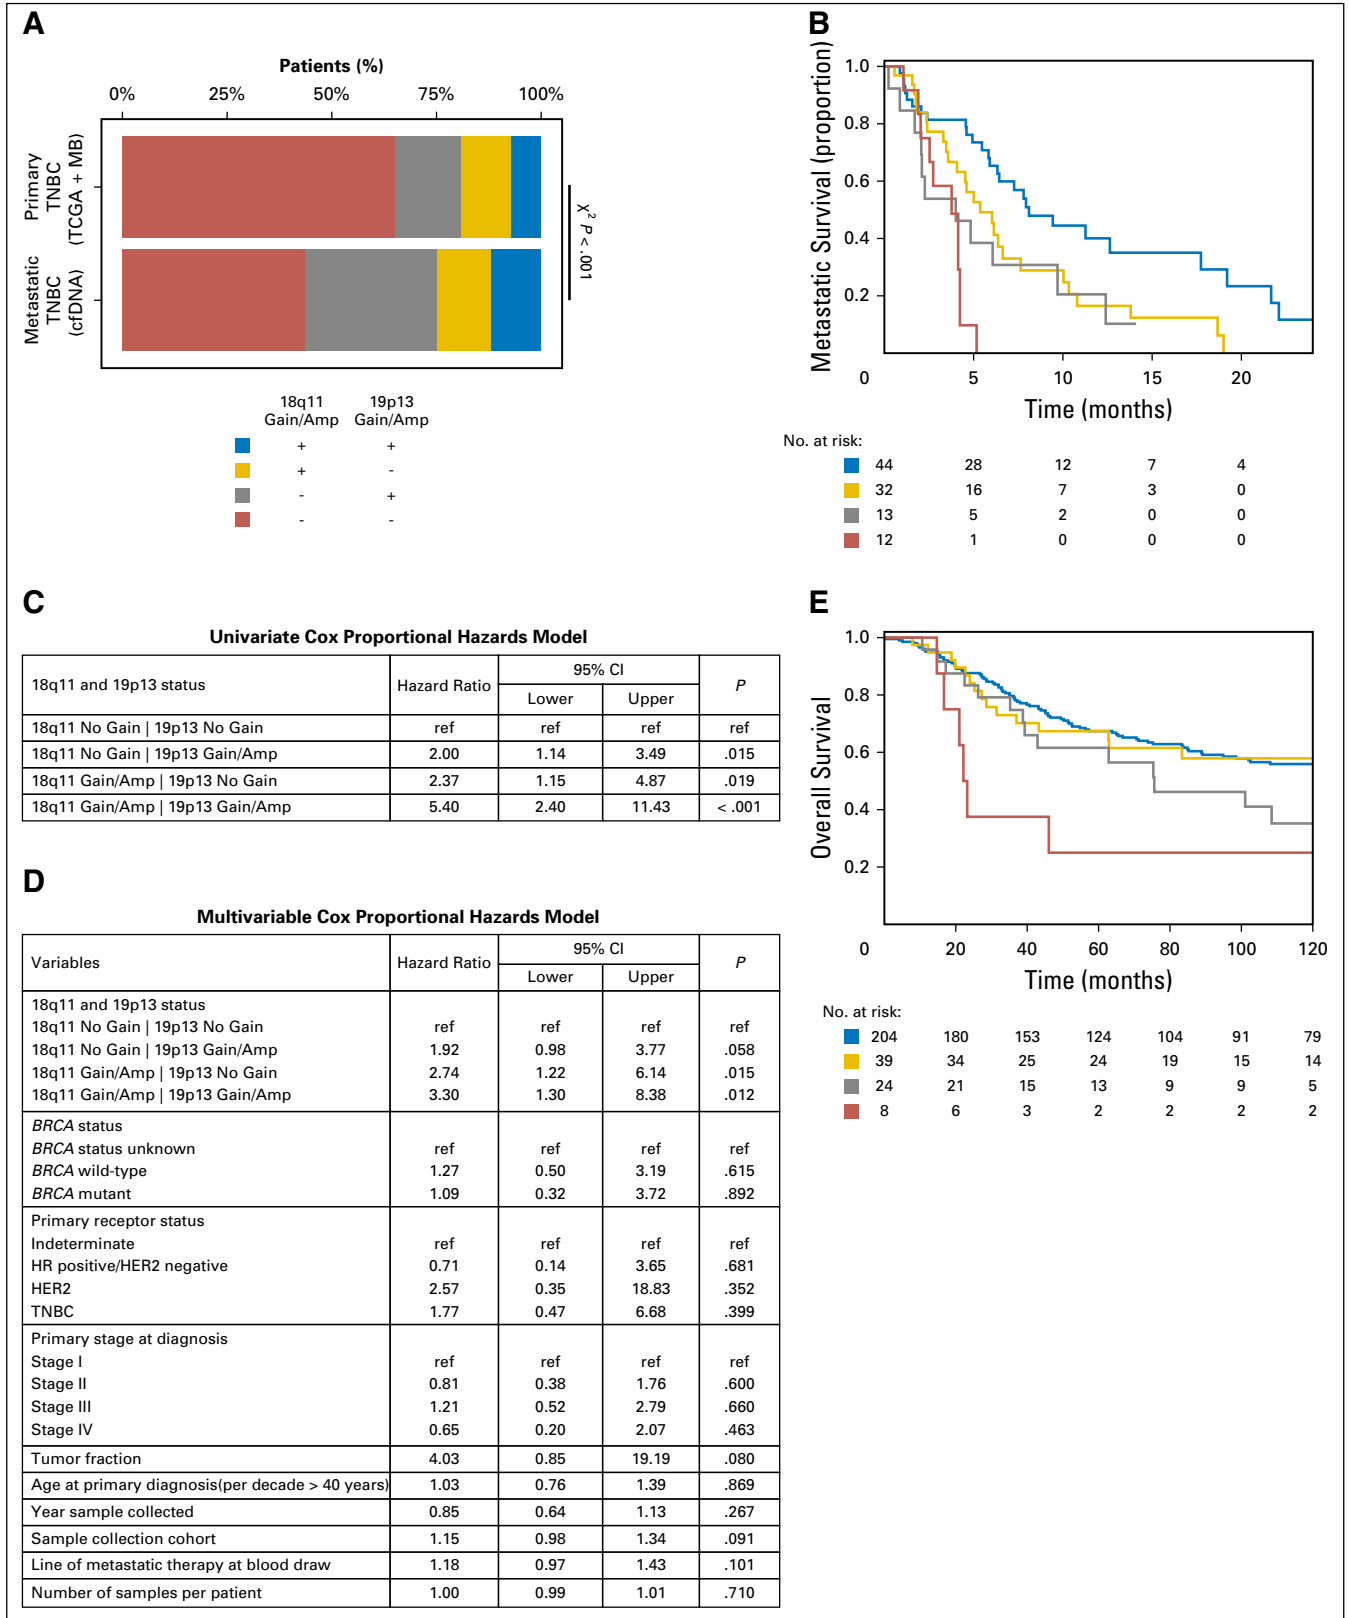 A
Patients (%)
0% 25% 50% 75% 100%
Primary
TNBC
(TCGA + MB)
Metastatic
TNBC
(cfDNA)
χ² P < .001
18q11 19p13
Gain/Amp Gain/Amp
+ +
+ -
- +
- -
B
Metastatic Survival (proportion)
1.0
0.8
0.6
0.4
0.2
0 5 10 15 20
Time (months)
No. at risk:
44 28 12 7 4
32 16 7 3 0
13 5 2 0 0
12 1 0 0 0
C
Univariate Cox Proportional Hazards Model
18q11 and 19p13 status Hazard Ratio 95% CI P
Lower Upper
18q11 No Gain | 19p13 No Gain ref ref ref ref
18q11 No Gain | 19p13 Gain/Amp 2.00 1.14 3.49 .015
18q11 Gain/Amp | 19p13 No Gain 2.37 1.15 4.87 .019
18q11 Gain/Amp | 19p13 Gain/Amp 5.40 2.40 11.43 < .001
D
Multivariable Cox Proportional Hazards Model
Variables Hazard Ratio 95% CI P
Lower Upper
18q11 and 19p13 status
18q11 No Gain | 19p13 No Gain ref ref ref ref
18q11 No Gain | 19p13 Gain/Amp 1.92 0.98 3.77 .058
18q11 Gain/Amp | 19p13 No Gain 2.74 1.22 6.14 .015
18q11 Gain/Amp | 19p13 Gain/Amp 3.30 1.30 8.38 .012
BRCA status
BRCA status unknown ref ref ref ref
BRCA wild-type 1.27 0.50 3.19 .615
BRCA mutant 1.09 0.32 3.72 .892
Primary receptor status
Indeterminate ref ref ref ref
HR positive/HER2 negative 0.71 0.14 3.65 .681
HER2 2.57 0.35 18.83 .352
TNBC 1.77 0.47 6.68 .399
Primary stage at diagnosis
Stage I ref ref ref ref
Stage II 0.81 0.38 1.76 .600
Stage III 1.21 0.52 2.79 .660
Stage IV 0.65 0.20 2.07 .463
Tumor fraction 4.03 0.85 19.19 .080
Age at primary diagnosis(per decade > 40 years) 1.03 0.76 1.39 .869
Year sample collected 0.85 0.64 1.13 .267
Sample collection cohort 1.15 0.98 1.34 .091
Line of metastatic therapy at blood draw 1.18 0.97 1.43 .101
Number of samples per patient 1.00 0.99 1.01 .710
E
Overall Survival
1.0
0.8
0.6
0.4
0.2
0 20 40 60 80 100 120
Time (months)
No. at risk:
204 180 153 124 104 91 79
39 34 25 24 19 15 14
24 21 15 13 9 9 5
8 6 3 2 2 2 2